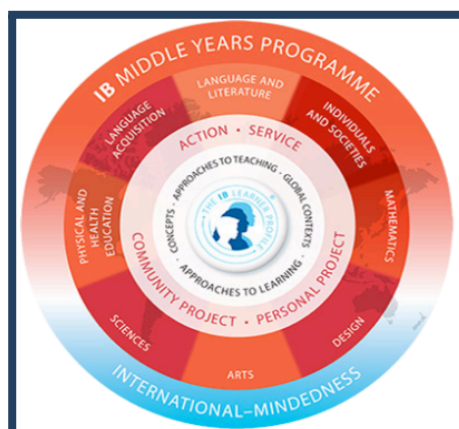 IB MIDDLE YEARS PROGRAMME
LANGUAGE AND
LITERATURE
LANGUAGE
ACQUISITION
INDIVIDUALS
AND SOCIETIES
PHYSICAL AND
HEALTH
EDUCATION
MATHEMATICS
SCIENCES
ARTS
DESIGN
ACTION • SERVICE
COMMUNITY PROJECT • PERSONAL PROJECT
CONCEPTS • APPROACHES TO TEACHING • GLOBAL CONTEXTS •
• APPROACHES TO LEARNING •
THE IB LEARNER PROFILE
INTERNATIONAL–MINDEDNESS